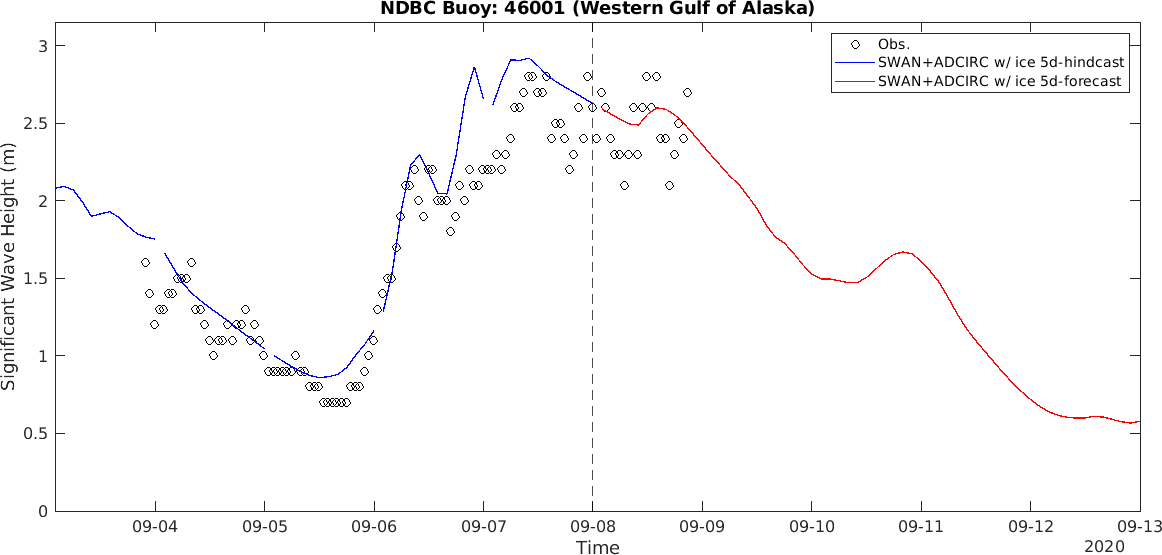 NDBC Buoy: 46001 (Western Gulf of Alaska)
Obs.
SWAN+ADCIRC w/ ice 5d-hindcast
SWAN+ADCIRC w/ ice 5d-forecast
Significant Wave Height (m)
3
2.5
2
1.5
1
0.5
0
09-04 09-05 09-06 09-07 09-08 09-09 09-10 09-11 09-12 09-13
Time
2020